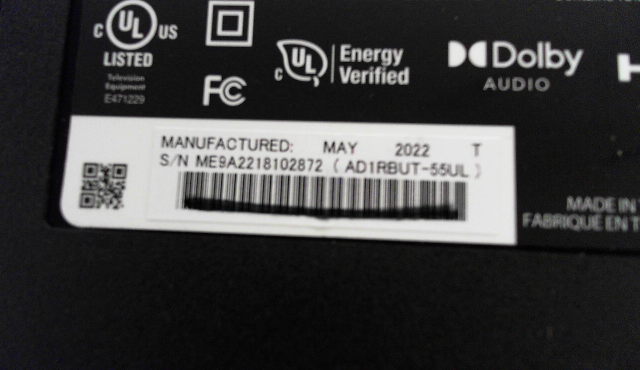 C UL US
LISTED
Television
Equipment
E471229
FC
C UL Energy
Verified
Dolby
AUDIO
H
MANUFACTURED: MAY 2022 T
S/N ME9A2218102872 ( AD1RBUT-55UL )
MADE IN
FABRIQUÉ EN